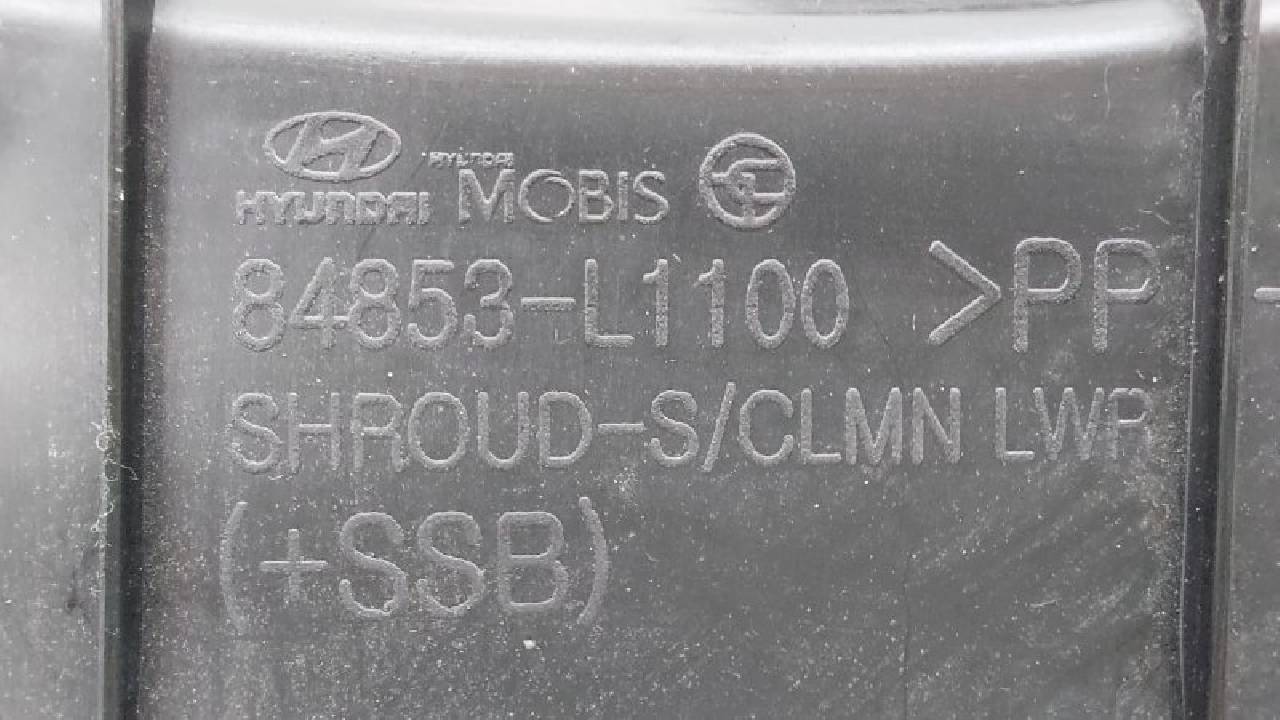 HYUNDAI HYUNDAI MOBIS
84853-L1100 >PP -
SHROUD-S/CLMN LWR
(+SSB)